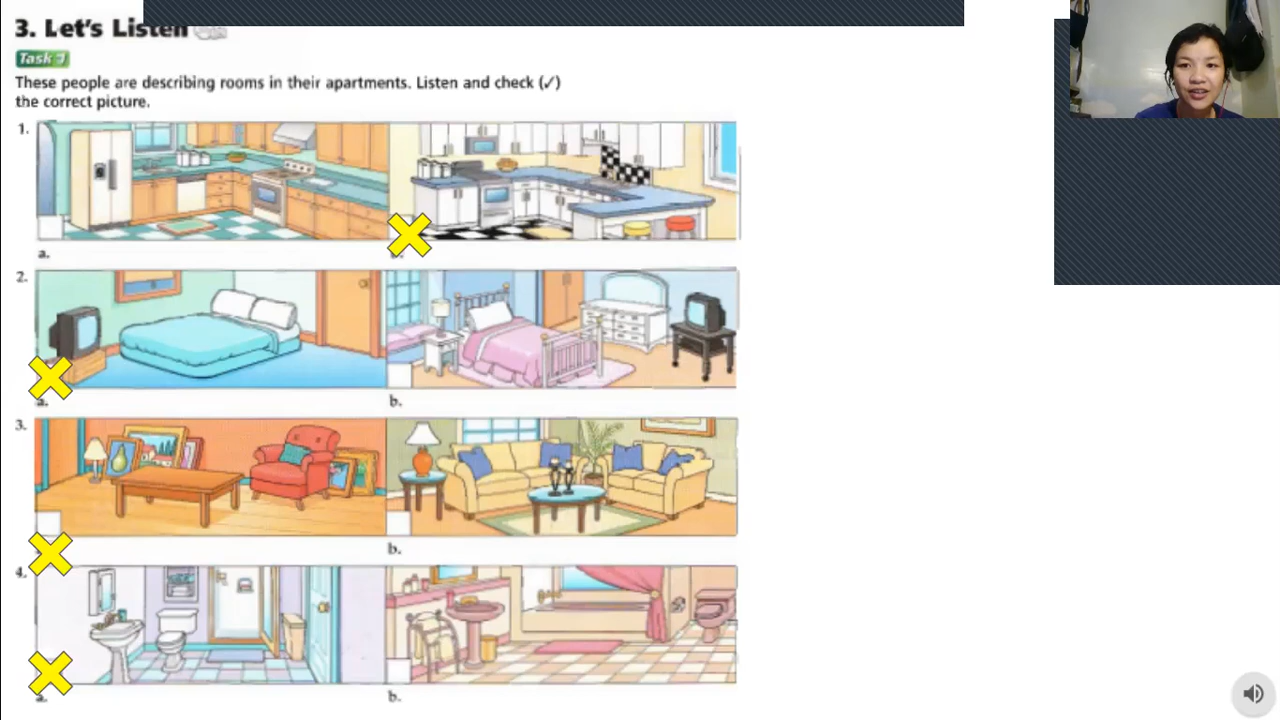 3. Let's Listen
Task 1
These people are describing rooms in their apartments. Listen and check (✓)
the correct picture.
1.
a.
2.
a.
b.
3.
b.
4.
a.
b.